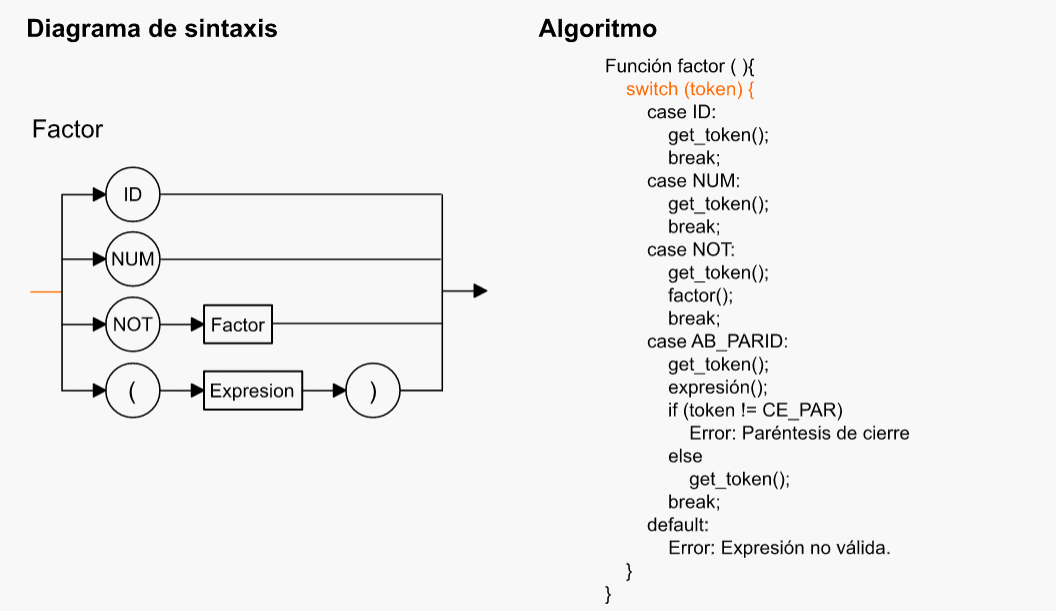 Diagrama de sintaxis
Factor
ID
NUM
NOT
Factor
(
Expresion
)
Algoritmo
Función factor ( ){
switch (token) {
case ID:
get_token();
break;
case NUM:
get_token();
break;
case NOT:
get_token();
factor();
break;
case AB_PARID:
get_token();
expresión();
if (token != CE_PAR)
Error: Paréntesis de cierre
else
get_token();
break;
default:
Error: Expresión no válida.
}
}